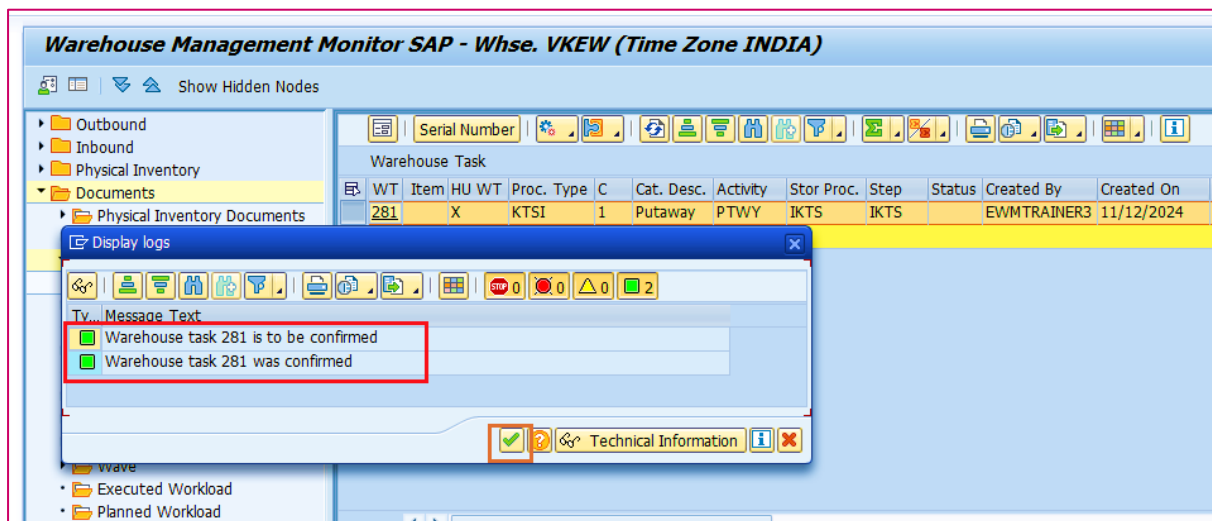 Warehouse Management Monitor SAP - Whse. VKEW (Time Zone INDIA)
Show Hidden Nodes
Outbound
Inbound
Physical Inventory
Documents
Physical Inventory Documents
Serial Number
Warehouse Task
WT Item HU WT Proc. Type C Cat. Desc. Activity Stor Proc. Step Status Created By Created On
281 X KTSI 1 Putaway PTWY IKTS IKTS EWMTRAINER3 11/12/2024
Display logs
STOP 0 0 0 2
Ty... Message Text
Warehouse task 281 is to be confirmed
Warehouse task 281 was confirmed
Technical Information
Wave
Executed Workload
Planned Workload